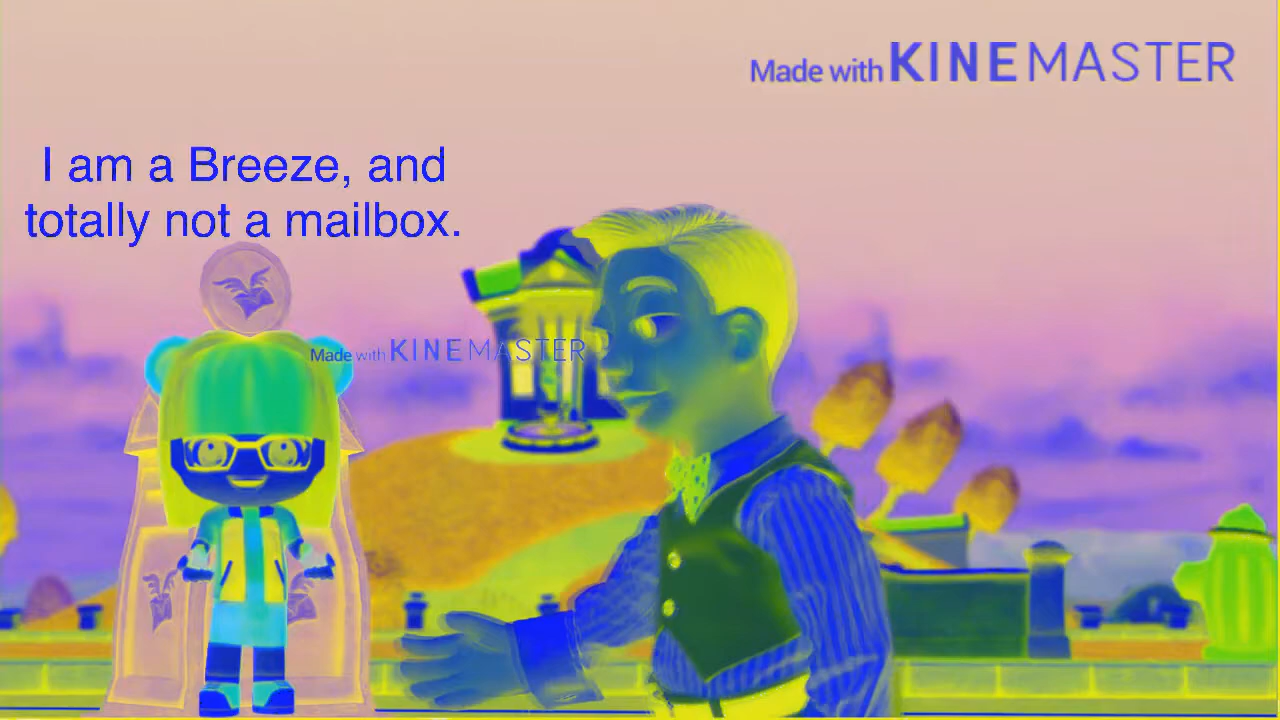 Made with KINEMASTER
I am a Breeze, and
totally not a mailbox.
Made with KINEMASTER